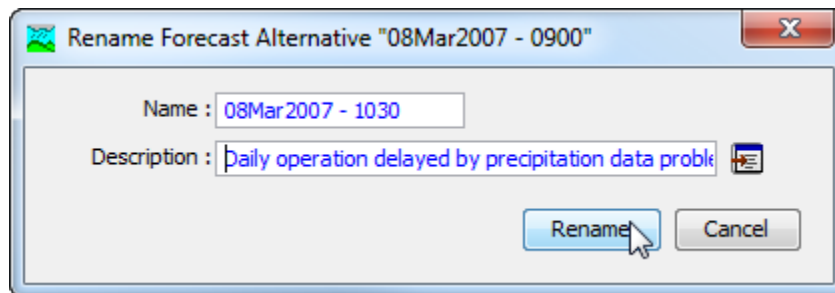 Rename Forecast Alternative "08Mar2007 - 0900"
Name : 08Mar2007 - 1030
Description : Daily operation delayed by precipitation data proble
Rename Cancel